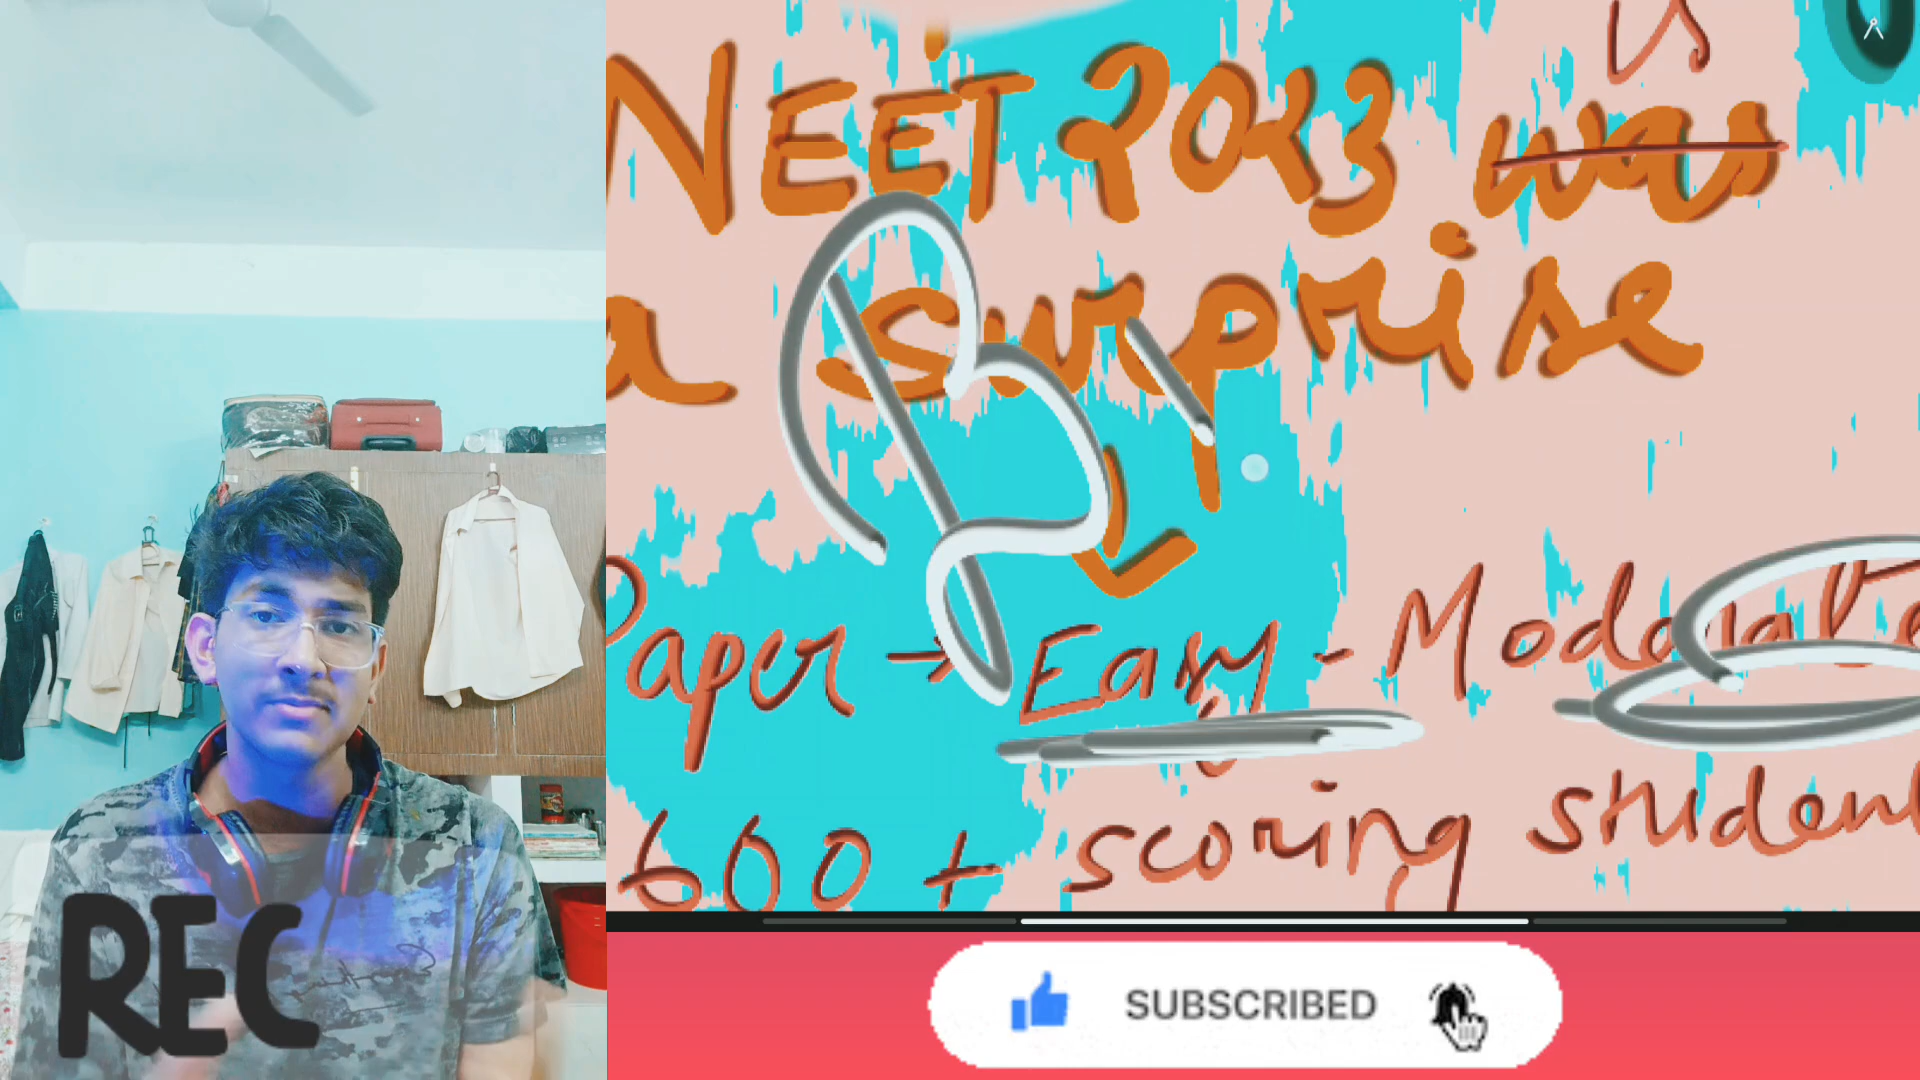 is
NEET 2023 was
a surprise
Paper → Easy - Moderate
600 + scoring student
REC
SUBSCRIBED